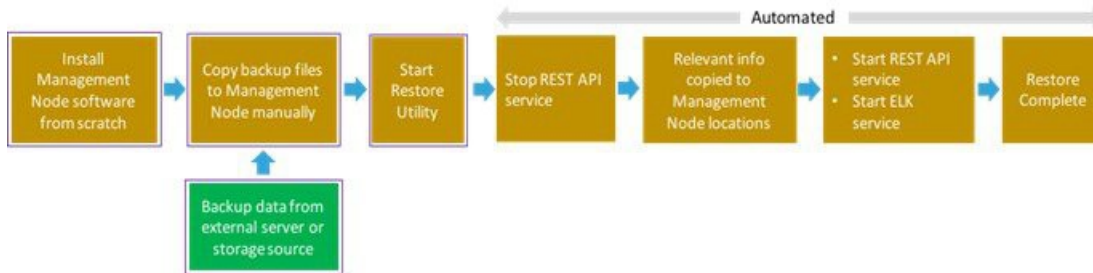 Automated
Install
Management
Node software
from scratch
Copy backup files
to Management
Node manually
Start
Restore
Utility
Stop REST API
service
Relevant info
copied to
Management
Node locations
• Start REST API
service
• Start ELK
service
Restore
Complete
Backup data from
external server or
storage source